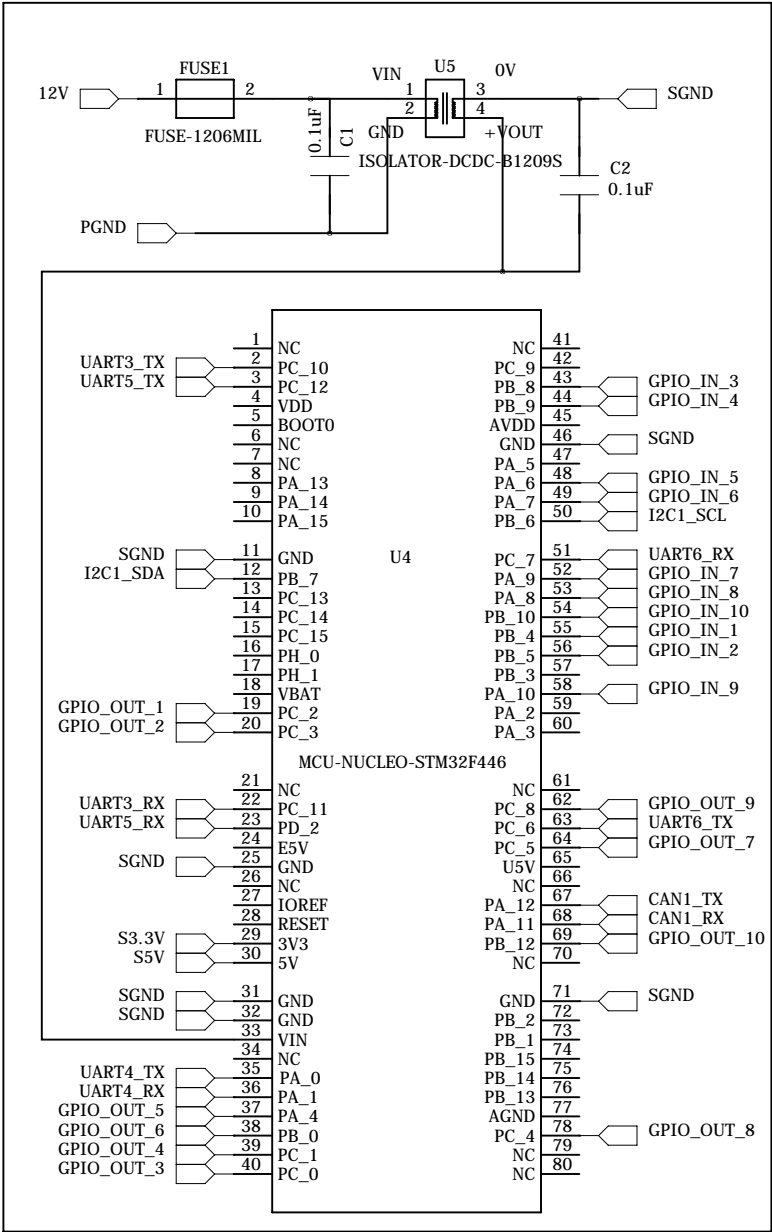 FUSE1
12V 1 2
FUSE-1206MIL
VIN U5 0V
1 3 SGND
2 4
GND +VOUT
0.1uF C1
ISOLATOR-DCDC-B1209S
C2
0.1uF
PGND
1 NC
UART3_TX 2 PC_10
UART5_TX 3 PC_12
4 VDD
5 BOOT0
6 NC
7 NC
8 PA_13
9 PA_14
10 PA_15
SGND 11 GND
I2C1_SDA 12 PB_7
13 PC_13
14 PC_14
15 PC_15
16 PH_0
17 PH_1
18 VBAT
GPIO_OUT_1 19 PC_2
GPIO_OUT_2 20 PC_3
U4
MCU-NUCLEO-STM32F446
21 NC
UART3_RX 22 PC_11
UART5_RX 23 PD_2
24 E5V
SGND 25 GND
26 NC
27 IOREF
28 RESET
S3.3V 29 3V3
S5V 30 5V
SGND 31 GND
SGND 32 GND
33 VIN
34 NC
UART4_TX 35 PA_0
UART4_RX 36 PA_1
GPIO_OUT_5 37 PA_4
GPIO_OUT_6 38 PB_0
GPIO_OUT_4 39 PC_1
GPIO_OUT_3 40 PC_0
NC 41
PC_9 42
PB_8 43 GPIO_IN_3
PB_9 44 GPIO_IN_4
AVDD 45
GND 46 SGND
PA_5 47
PA_6 48 GPIO_IN_5
PA_7 49 GPIO_IN_6
PB_6 50 I2C1_SCL
PC_7 51 UART6_RX
PA_9 52 GPIO_IN_7
PA_8 53 GPIO_IN_8
PB_10 54 GPIO_IN_10
PB_4 55 GPIO_IN_1
PB_5 56 GPIO_IN_2
PB_3 57
PA_10 58 GPIO_IN_9
PA_2 59
PA_3 60
NC 61
PC_8 62 GPIO_OUT_9
PC_6 63 UART6_TX
PC_5 64 GPIO_OUT_7
U5V 65
NC 66
PA_12 67 CAN1_TX
PA_11 68 CAN1_RX
PB_12 69 GPIO_OUT_10
NC 70
GND 71 SGND
PB_2 72
PB_1 73
PB_15 74
PB_14 75
PB_13 76
AGND 77
PC_4 78 GPIO_OUT_8
NC 79
NC 80